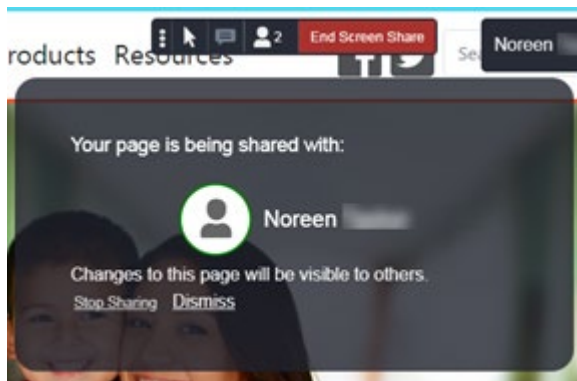 2 End Screen Share
roducts Resources
Noreen
Your page is being shared with:
Noreen
Changes to this page will be visible to others.
Stop Sharing Dismiss